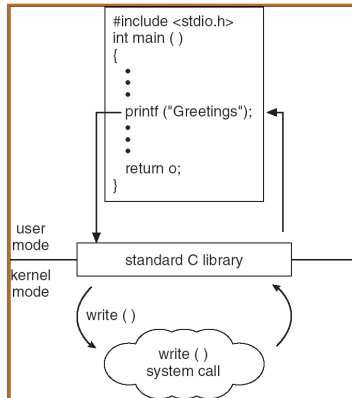 #include <stdio.h>
int main ( )
{
•
•
•
printf ("Greetings");
•
•
•
return o;
}
user
mode
standard C library
kernel
mode
write ( )
write ( )
system call